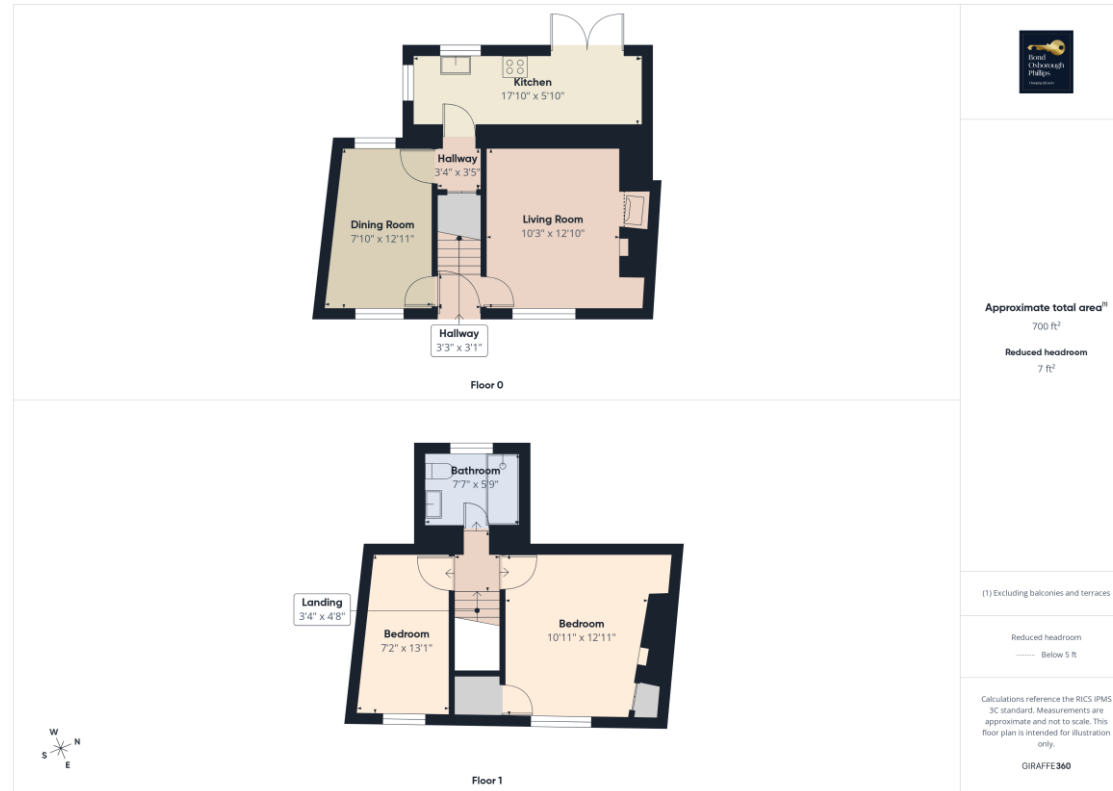 Kitchen
17'10" x 5'10"
Hallway
3'4" x 3'5"
Dining Room
7'10" x 12'11"
Living Room
10'3" x 12'10"
Hallway
3'3" x 3'1"
Floor 0
Bathroom
7'7" x 5'9"
Landing
3'4" x 4'8"
Bedroom
7'2" x 13'1"
Bedroom
10'11" x 12'11"
W
N
S
E
Floor 1
Bond
Oxborough
Phillips
Approximate total area(1)
700 ft²
Reduced headroom
7 ft²
(1) Excluding balconies and terraces
Reduced headroom
Below 5 ft
Calculations reference the RICS IPMS
3C standard. Measurements are
approximate and not to scale. This
floor plan is intended for illustration
only.
GIRAFFE360